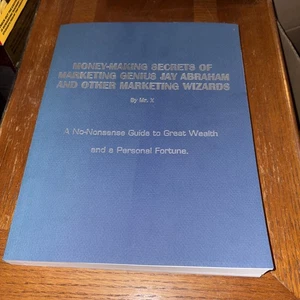 MONEY-MAKING SECRETS OF
MARKETING GENIUS JAY ABRAHAM
AND OTHER MARKETING WIZARDS
By Mr. X
A No-Nonsense Guide to Great Wealth
and a Personal Fortune.